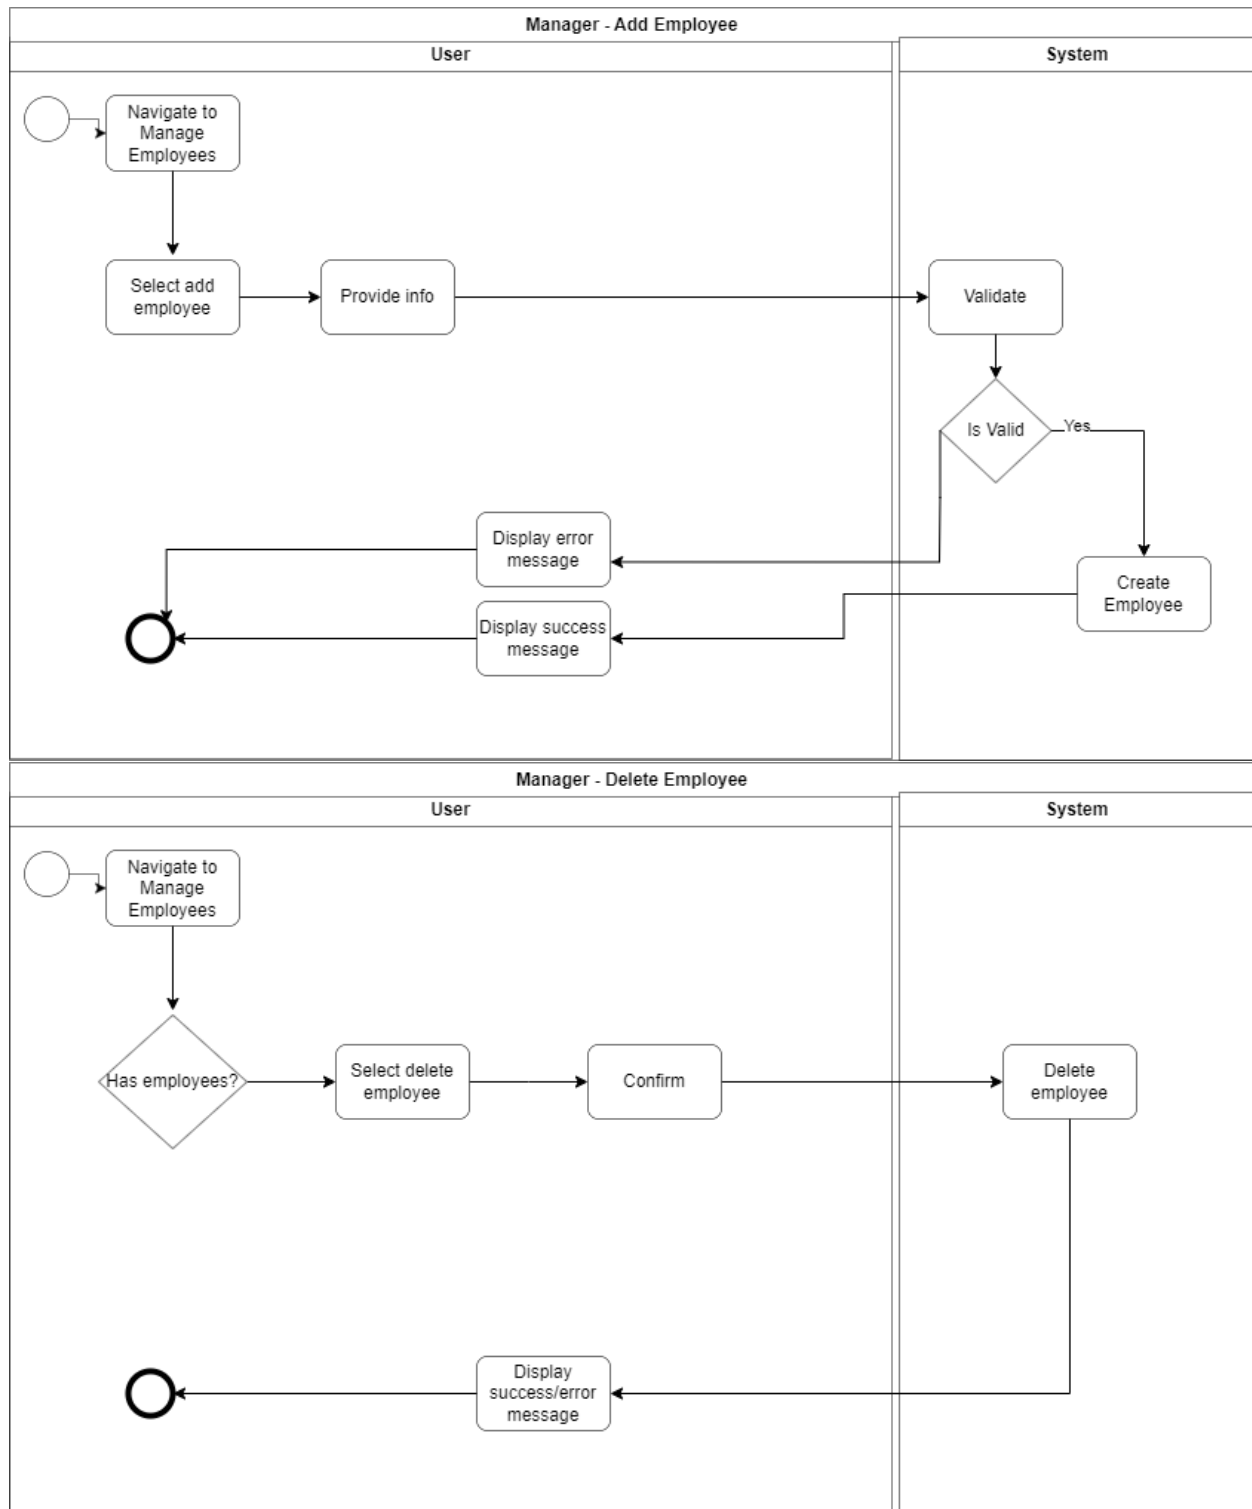 Manager - Add Employee
User
System
Navigate to
Manage
Employees
Select add
employee
Provide info
Validate
Is Valid
Yes
Display error
message
Create
Employee
Display success
message
Manager - Delete Employee
User
System
Navigate to
Manage
Employees
Has employees?
Select delete
employee
Confirm
Delete
employee
Display
success/error
message